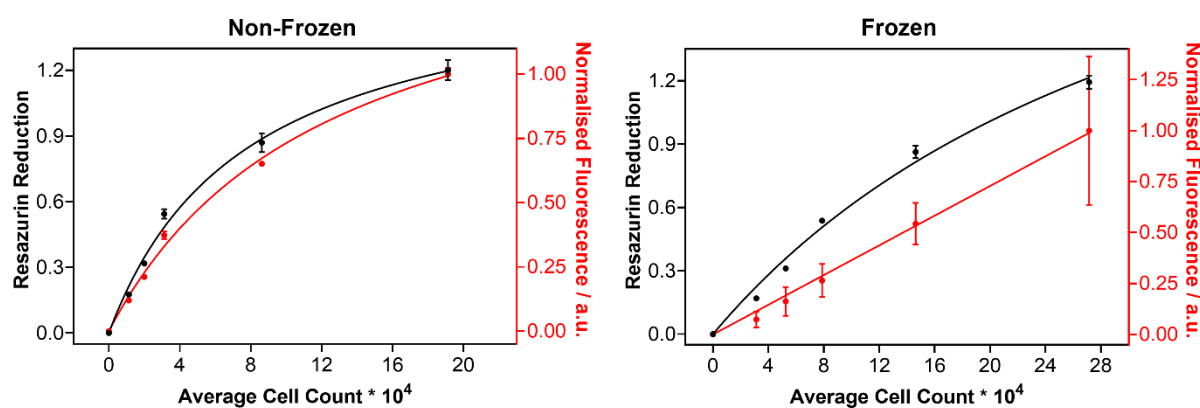 Non-Frozen
Resazurin Reduction
1.2
0.9
0.6
0.3
0.0
0 4 8 12 16 20
Average Cell Count * 10⁴
1.00
0.75
0.50
0.25
0.00
Normalised Fluorescence / a.u.
Frozen
Resazurin Reduction
1.2
0.9
0.6
0.3
0.0
0 4 8 12 16 20 24 28
Average Cell Count * 10⁴
1.25
1.00
0.75
0.50
0.25
0.00
Normalised Fluorescence / a.u.